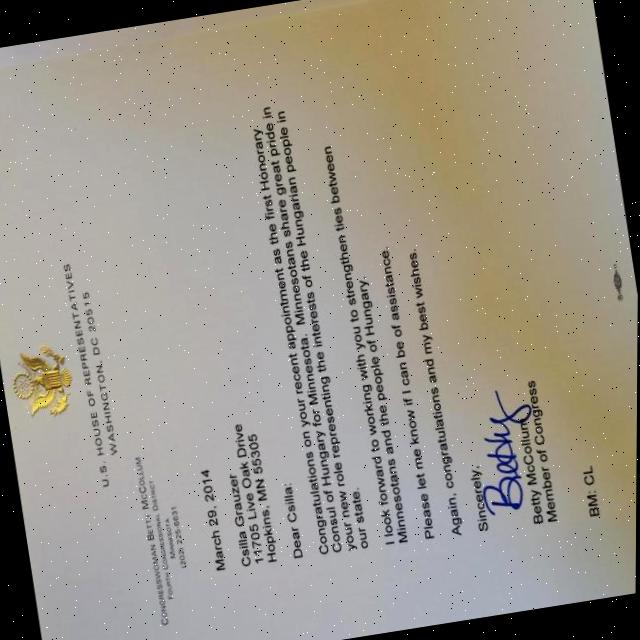 U.S. HOUSE OF REPRESENTATIVES
WASHINGTON, DC 20515
CONGRESSWOMAN BETTY MCCOLLUM
FOURTH CONGRESSIONAL DISTRICT
MINNESOTA
(202) 225-6631
March 29, 2014
Csilla Grauzer
11705 Live Oak Drive
Hopkins, MN 55305
Dear Csilla:
Congratulations on your recent appointment as the first Honorary
Consul of Hungary for Minnesota. Minnesotans share great pride in
your new role representing the interests of the Hungarian people in
our state.
I look forward to working with you to strengthen ties between
Minnesotans and the people of Hungary.
Please let me know if I can be of assistance.
Again, congratulations and my best wishes.
Sincerely,
Betty
Betty McCollum
Member of Congress
BM: CL